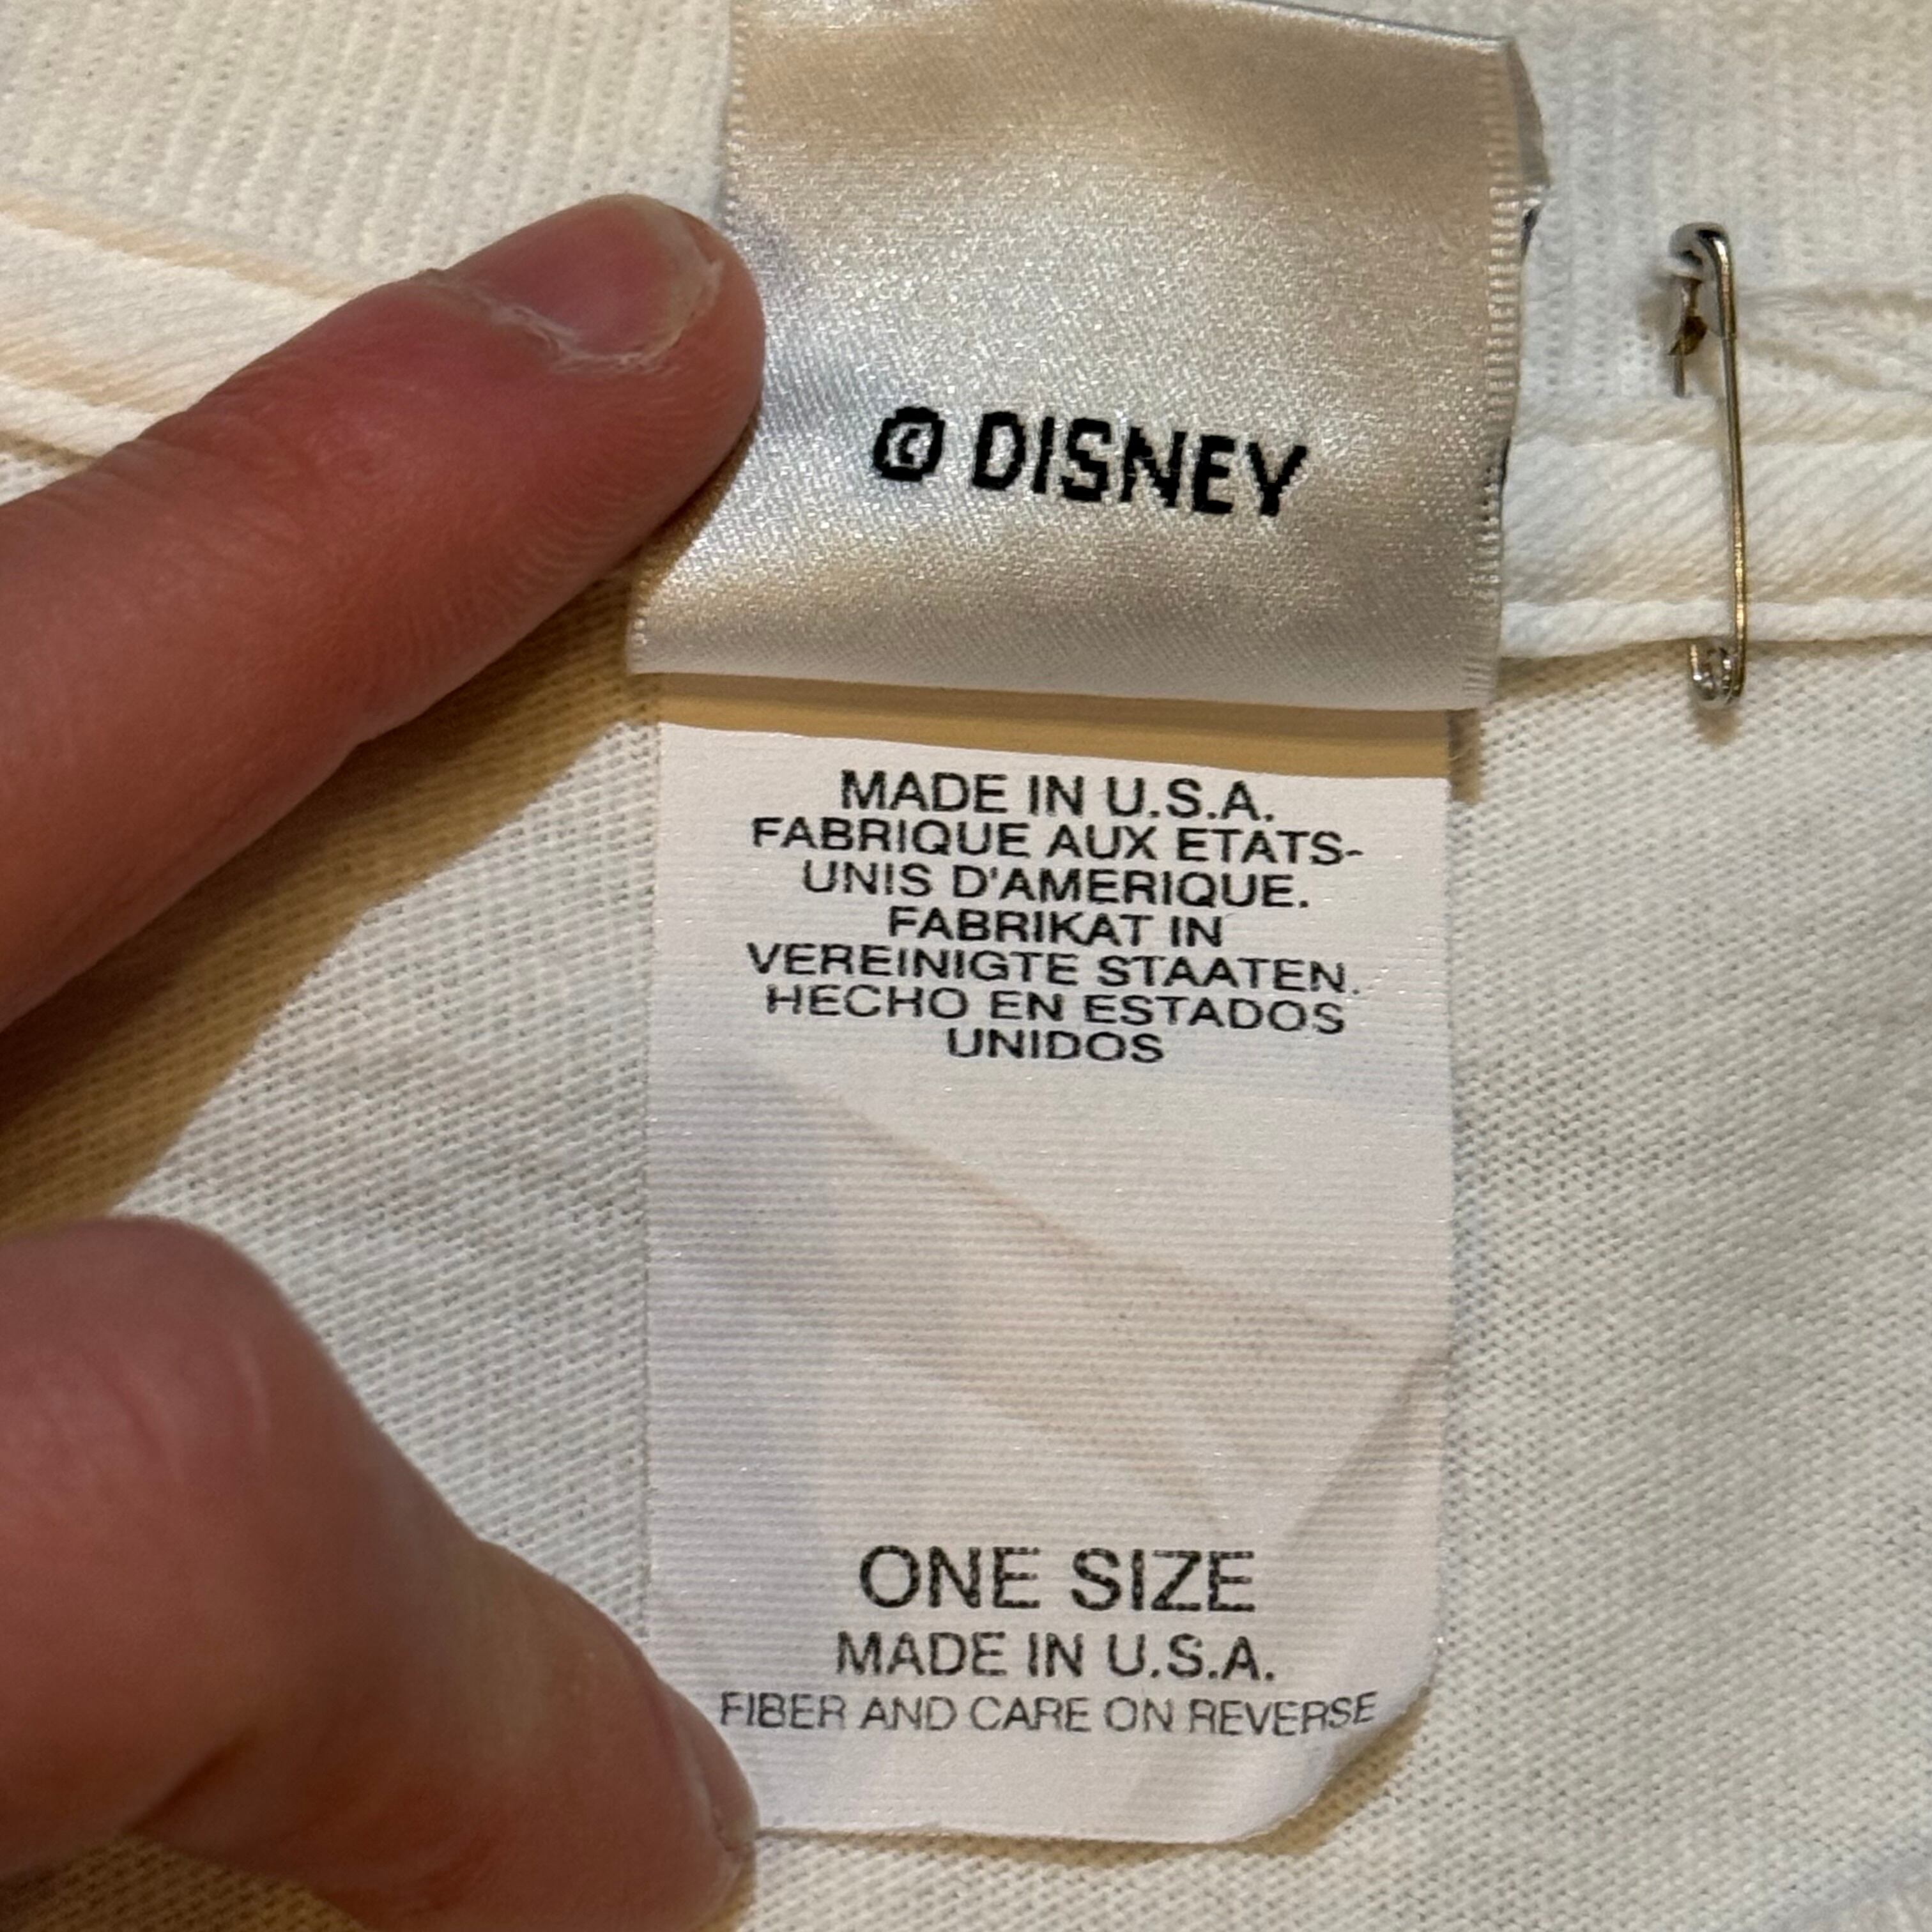 © DISNEY
MADE IN U.S.A.
FABRIQUE AUX ETATS-
UNIS D'AMERIQUE.
FABRIKAT IN
VEREINIGTE STAATEN.
HECHO EN ESTADOS
UNIDOS
ONE SIZE
MADE IN U.S.A.
FIBER AND CARE ON REVERSE